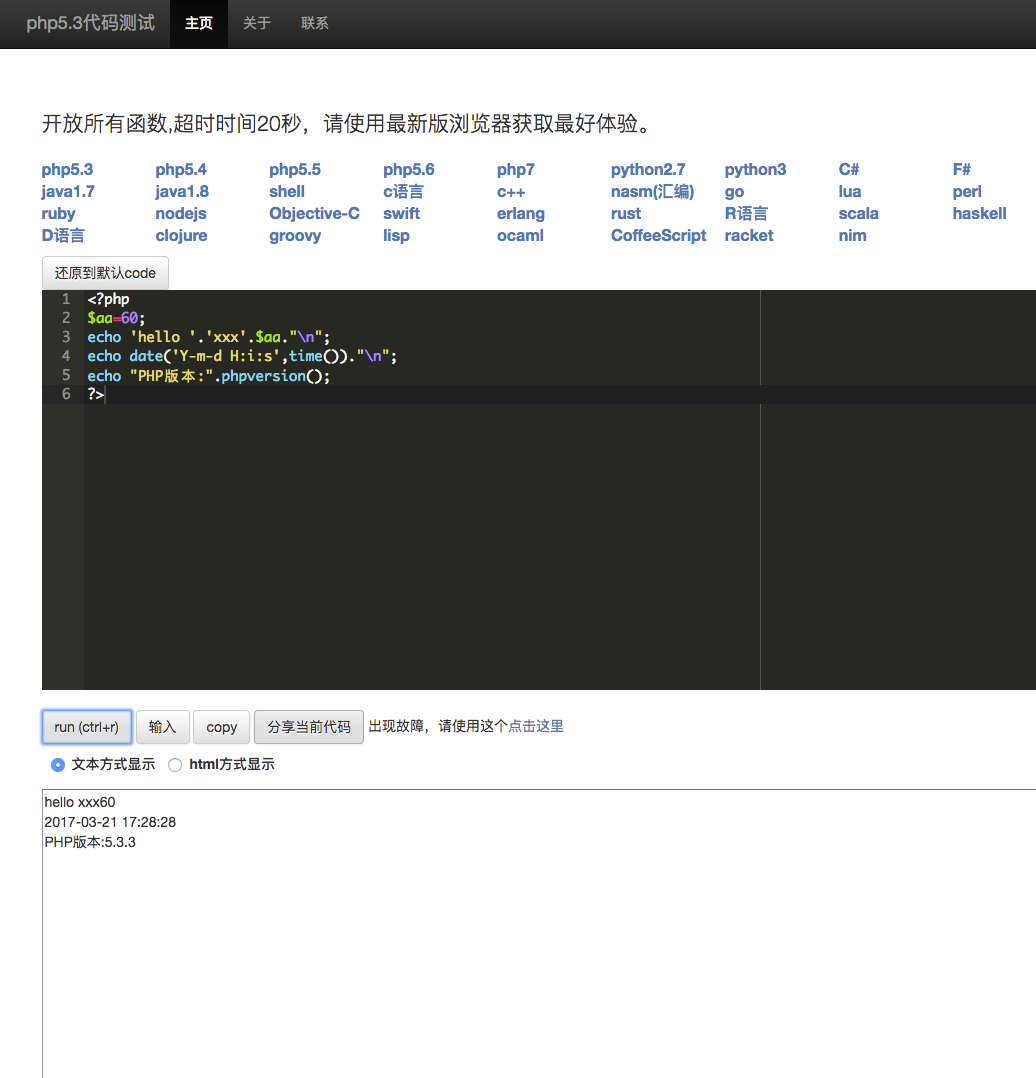 php5.3代码测试 主页 关于 联系
开放所有函数,超时时间20秒，请使用最新版浏览器获取最好体验。
php5.3 php5.4 php5.5 php5.6 php7 python2.7 python3 C# F#
java1.7 java1.8 shell c语言 c++ nasm(汇编) go lua perl
ruby nodejs Objective-C swift erlang rust R语言 scala haskell
D语言 clojure groovy lisp ocaml CoffeeScript racket nim
还原到默认code
1 <?php
2 $aa=60;
3 echo 'hello '.'xxx'.$aa."\n";
4 echo date('Y-m-d H:i:s',time())."\n";
5 echo "PHP版本:".phpversion();
6 ?>
run (ctrl+r) 输入 copy 分享当前代码 出现故障，请使用这个点击这里
文本方式显示 html方式显示
hello xxx60
2017-03-21 17:28:28
PHP版本:5.3.3